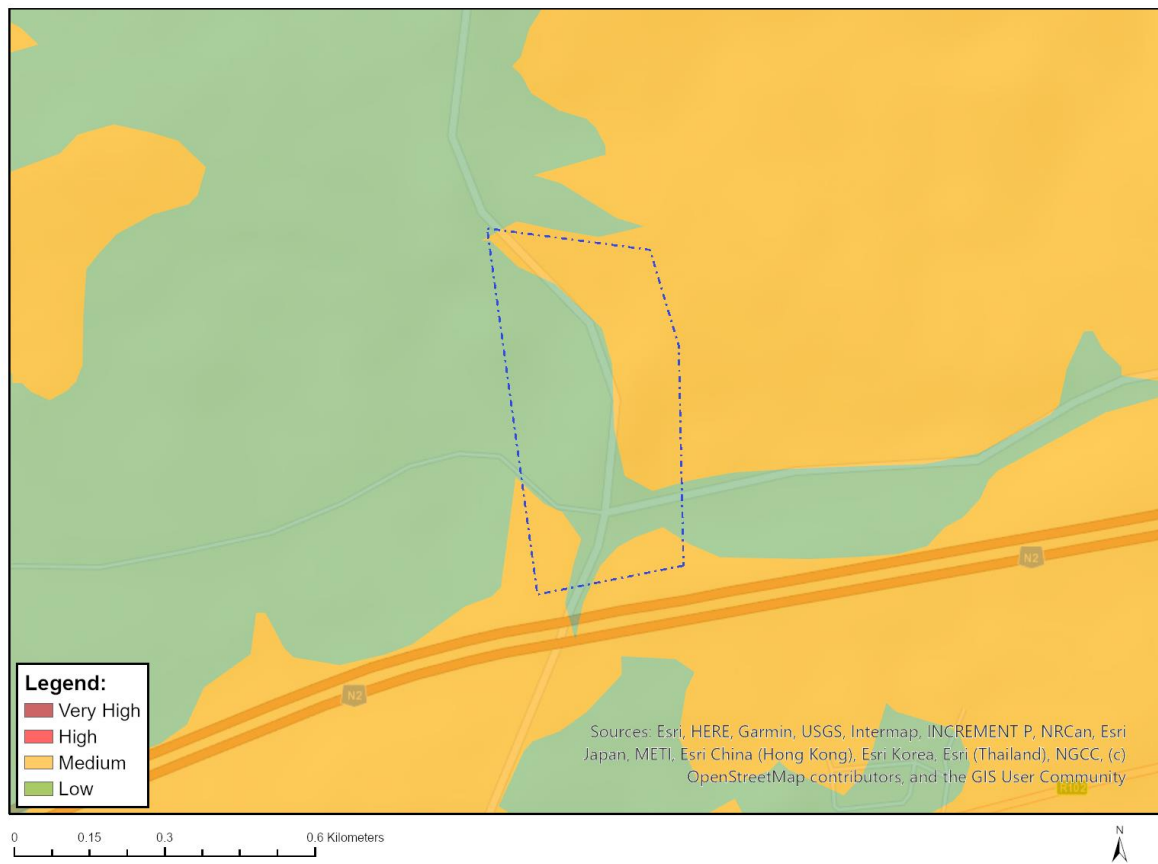 N2
N2
Legend:
Very High
High
Medium
Low
Sources: Esri, HERE, Garmin, USGS, Intermap, INCREMENT P, NRCan, Esri
Japan, METI, Esri China (Hong Kong), Esri Korea, Esri (Thailand), NGCC, (c)
OpenStreetMap contributors, and the GIS User Community
R102
0 0.15 0.3 0.6 Kilometers
N